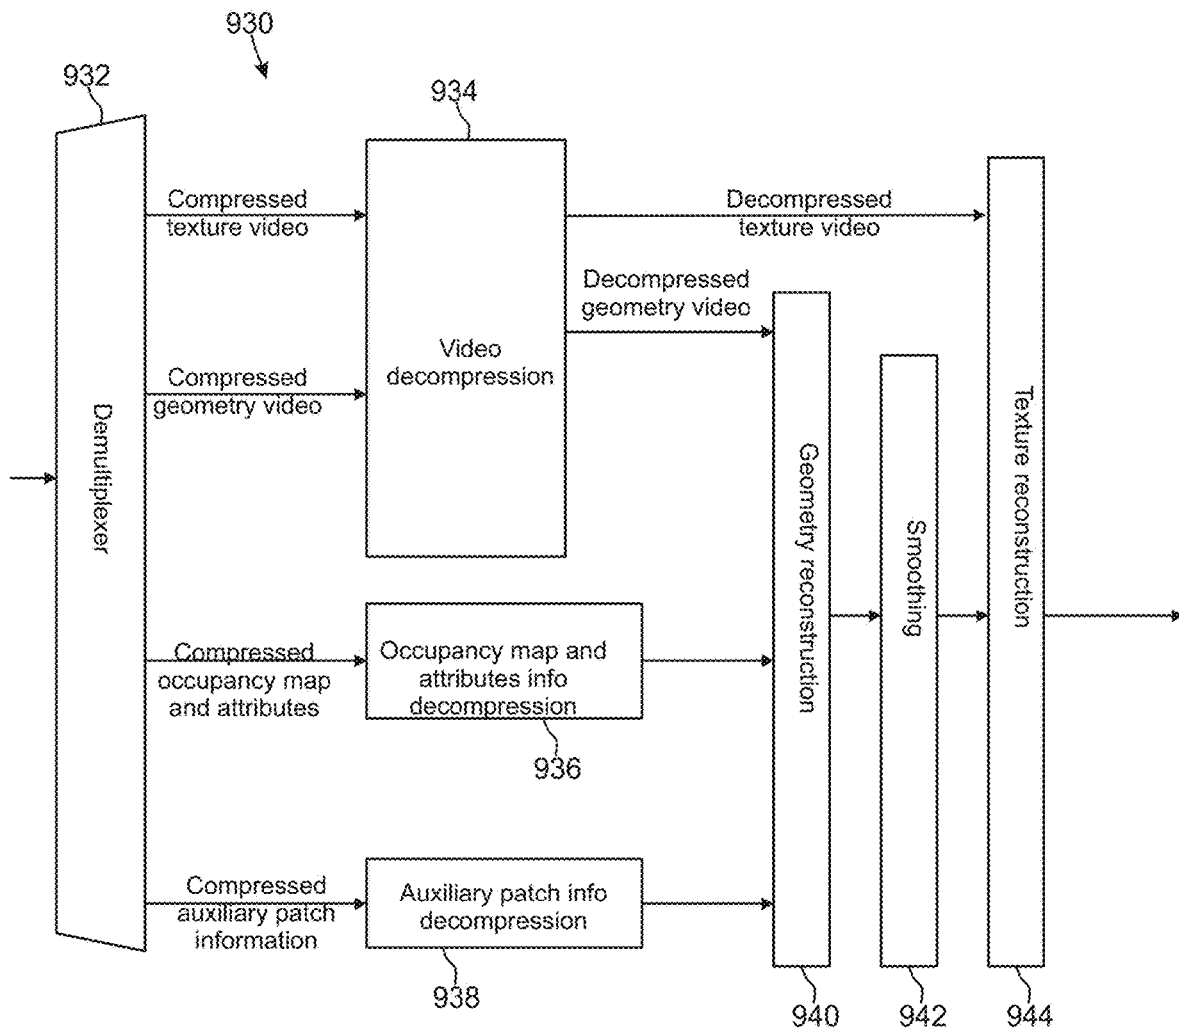 930
932
934
Compressed
texture video
Decompressed
texture video
Decompressed
geometry video
Video
decompression
Compressed
geometry video
Demultiplexer
Geometry reconstruction
Smoothing
Texture reconstruction
Compressed
occupancy map
and attributes
Occupancy map and
attributes info
decompression
936
Compressed
auxiliary patch
information
Auxiliary patch info
decompression
938
940
942
944